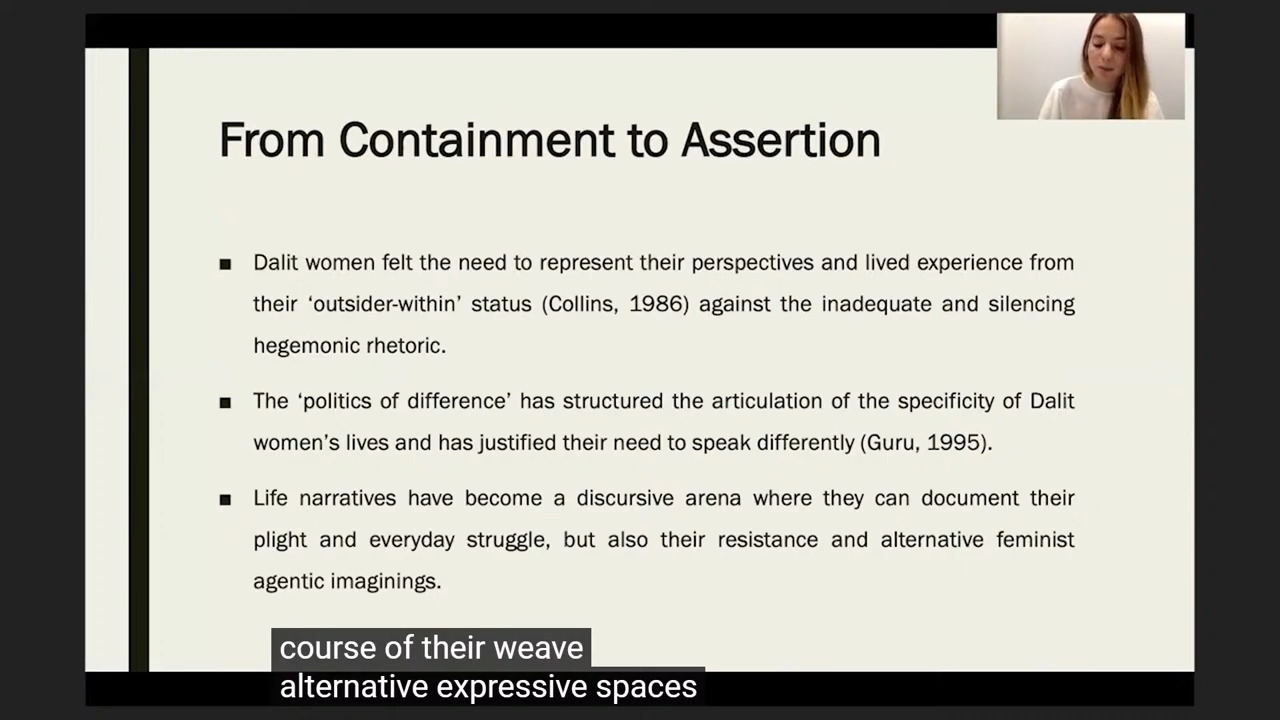 From Containment to Assertion
■ Dalit women felt the need to represent their perspectives and lived experience from
their ‘outsider-within’ status (Collins, 1986) against the inadequate and silencing
hegemonic rhetoric.
■ The ‘politics of difference’ has structured the articulation of the specificity of Dalit
women’s lives and has justified their need to speak differently (Guru, 1995).
■ Life narratives have become a discursive arena where they can document their
plight and everyday struggle, but also their resistance and alternative feminist
agentic imaginings.
course of their weave
alternative expressive spaces